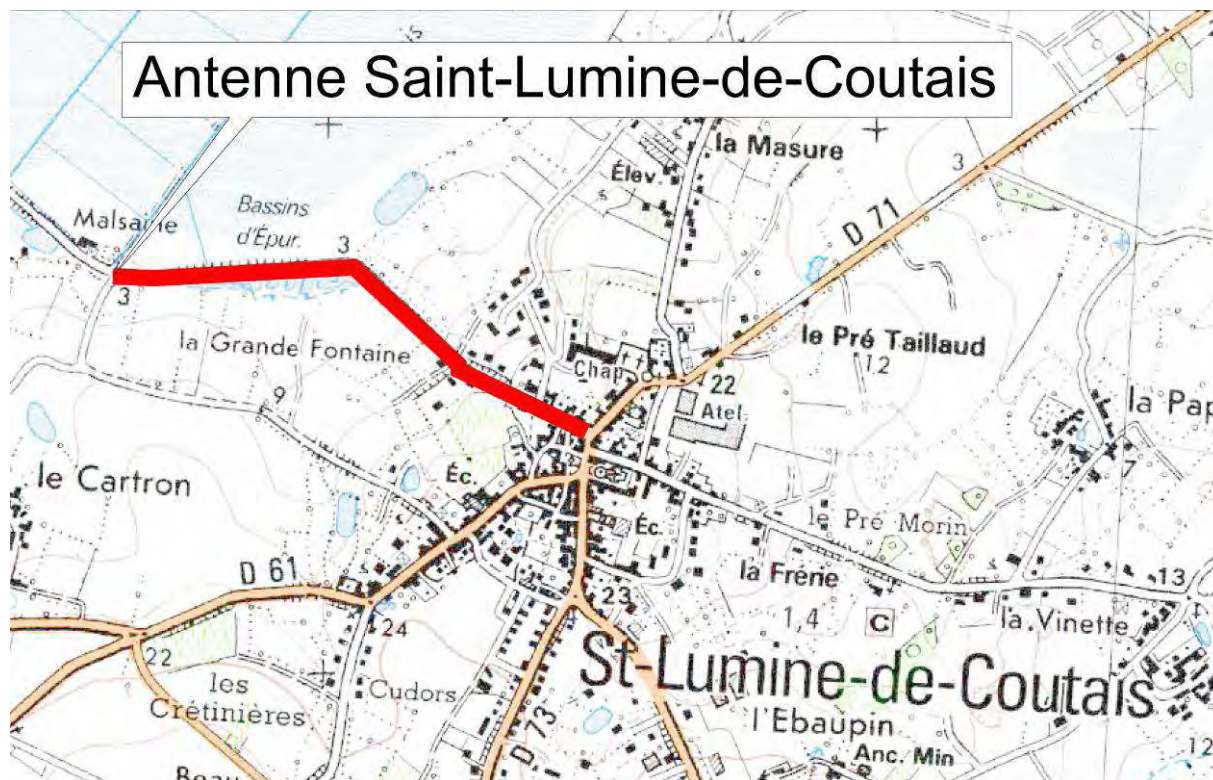 Antenne Saint-Lumine-de-Coutais
la Masure
Élev.
Malsaine
Bassins
d'Épur.
3
3
3
D 71
la Grande Fontaine
le Pré Taillaud
12
Chap
22
Atel.
9
la Pap
le Cartron
Éc.
7
le Pré Morin
Éc.
D 61
la Frêne
13
23
1,4
C
la Vinette
24
22
St-Lumine-de-Coutais
les
Crétinières
Cudors
l'Ebaupin
D. 73
Anc. Min
12
Beau